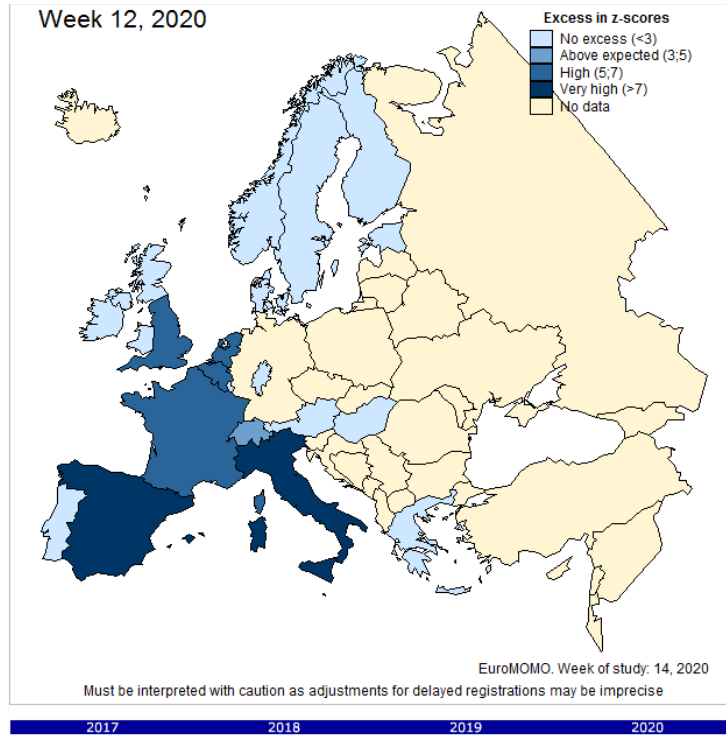 Week 12, 2020
Excess in z-scores
No excess (<3)
Above expected (3;5)
High (5;7)
Very high (>7)
No data
EuroMOMO. Week of study: 14, 2020
Must be interpreted with caution as adjustments for delayed registrations may be imprecise
2017 2018 2019 2020